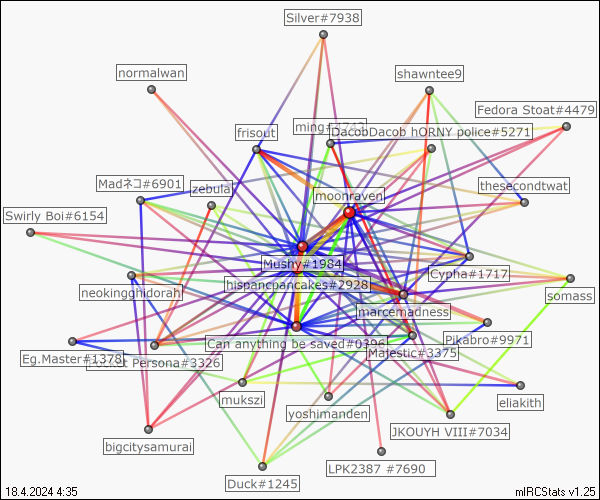 Silver#7938
normalwan
shawntee9
Fedora Stoat#4479
ming#4743
DacobDacob hORNY police#5271
frisout
Madネコ#6901
zebula
moonraven
thesecondtwat
Swirly Boi#6154
Mushy#1984
Cypha#1717
hispancpancakes#2928
neokingghidorah
somass
marcemadness
Can anything be saved#0396
Pikabro#9971
Majestic#3375
Eg.Master#1378
Persona#3326
mukszi
eliakith
yoshimanden
JKOUYH VIII#7034
bigcitysamurai
LPK2387 #7690
Duck#1245
18.4.2024 4:35
mIRCStats v1.25